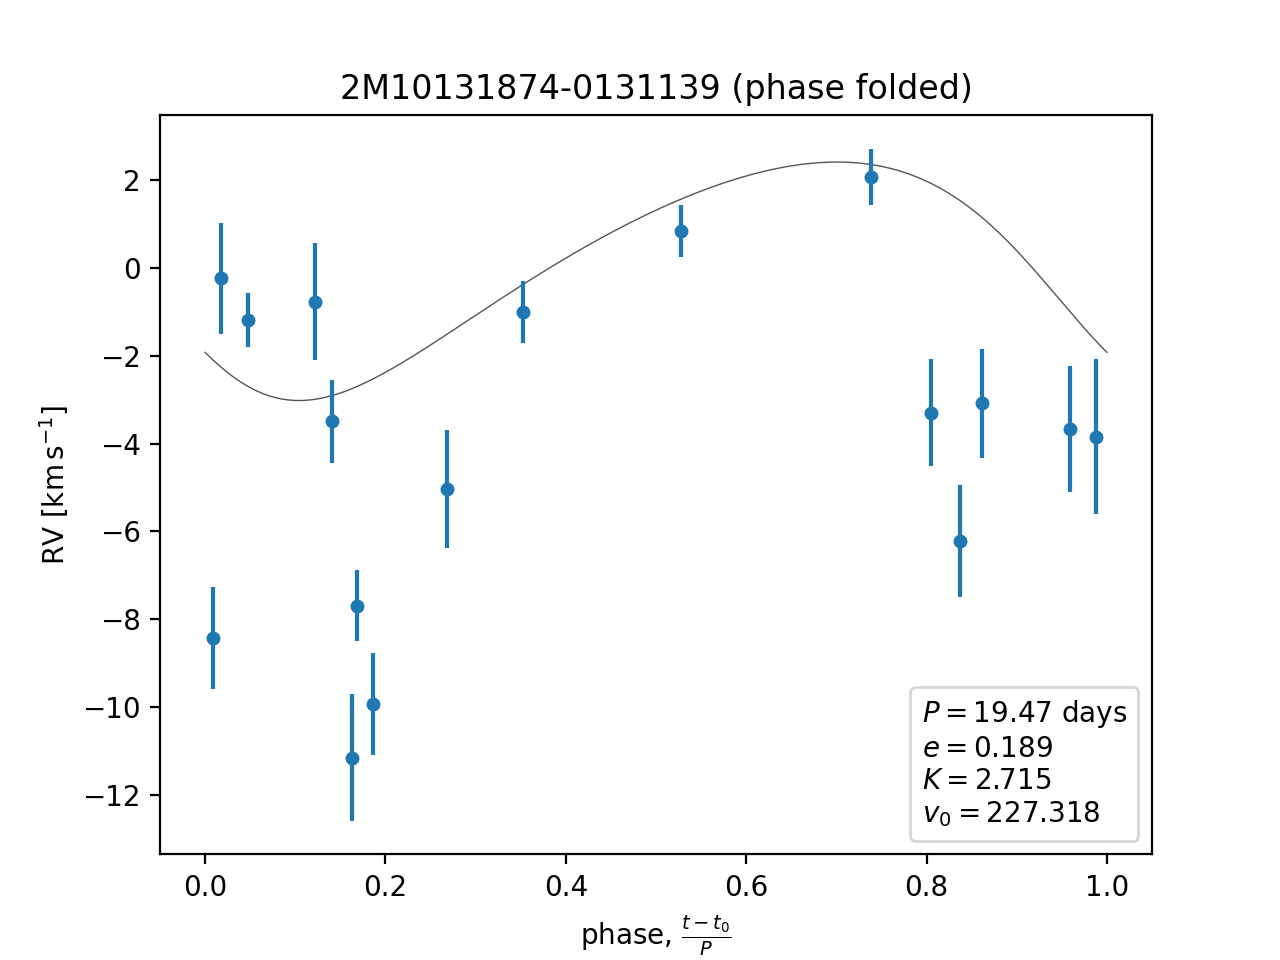 2M10131874-0131139 (phase folded)
RV [km s⁻¹]
2
0
−2
−4
−6
−8
−10
−12
P = 19.47 days
e = 0.189
K = 2.715
v₀ = 227.318
0.0 0.2 0.4 0.6 0.8 1.0
phase, (t − t₀)/P